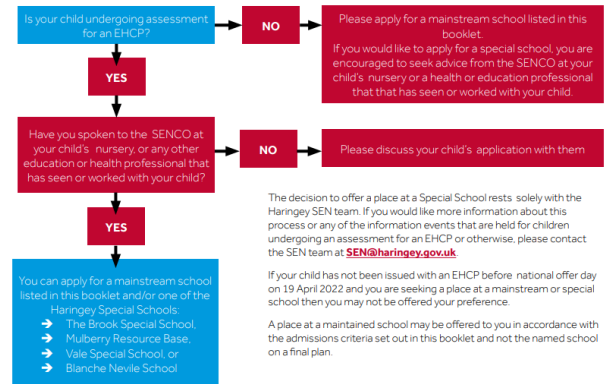 Is your child undergoing assessment
for an EHCP?
NO
Please apply for a mainstream school listed in this
booklet.
If you would like to apply for a special school, you are
encouraged to seek advice from the SENCO at your
child's nursery or a health or education professional
that that has seen or worked with your child.
YES
Have you spoken to the SENCO at
your child's nursery, or any other
education or health professional that
has seen or worked with your child?
NO
Please discuss your child's application with them
YES
You can apply for a mainstream school
listed in this booklet and/or one of the
Haringey Special Schools:
➔ The Brook Special School,
➔ Mulberry Resource Base,
➔ Vale Special School, or
➔ Blanche Nevile School
The decision to offer a place at a Special School rests solely with the
Haringey SEN team. If you would like more information about this
process or any of the information events that are held for children
undergoing an assessment for an EHCP or otherwise, please contact
the SEN team at SEN@haringey.gov.uk.
If your child has not been issued with an EHCP before national offer day
on 19 April 2022 and you are seeking a place at a mainstream or special
school then you may not be offered your preference.
A place at a maintained school may be offered to you in accordance with
the admissions criteria set out in this booklet and not the named school
on a final plan.